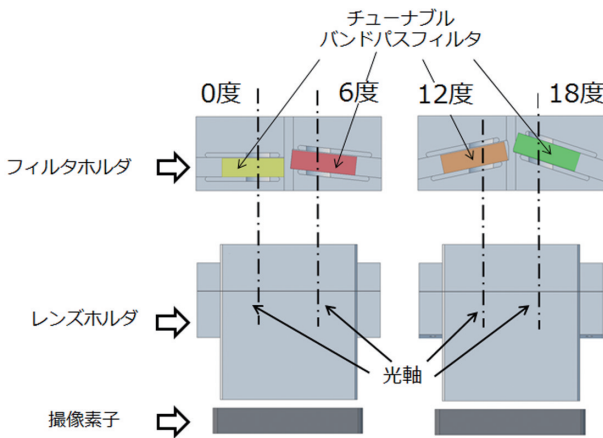 チューナブル
バンドパスフィルタ
0度
6度
12度
18度
フィルタホルダ
レンズホルダ
光軸
撮像素子